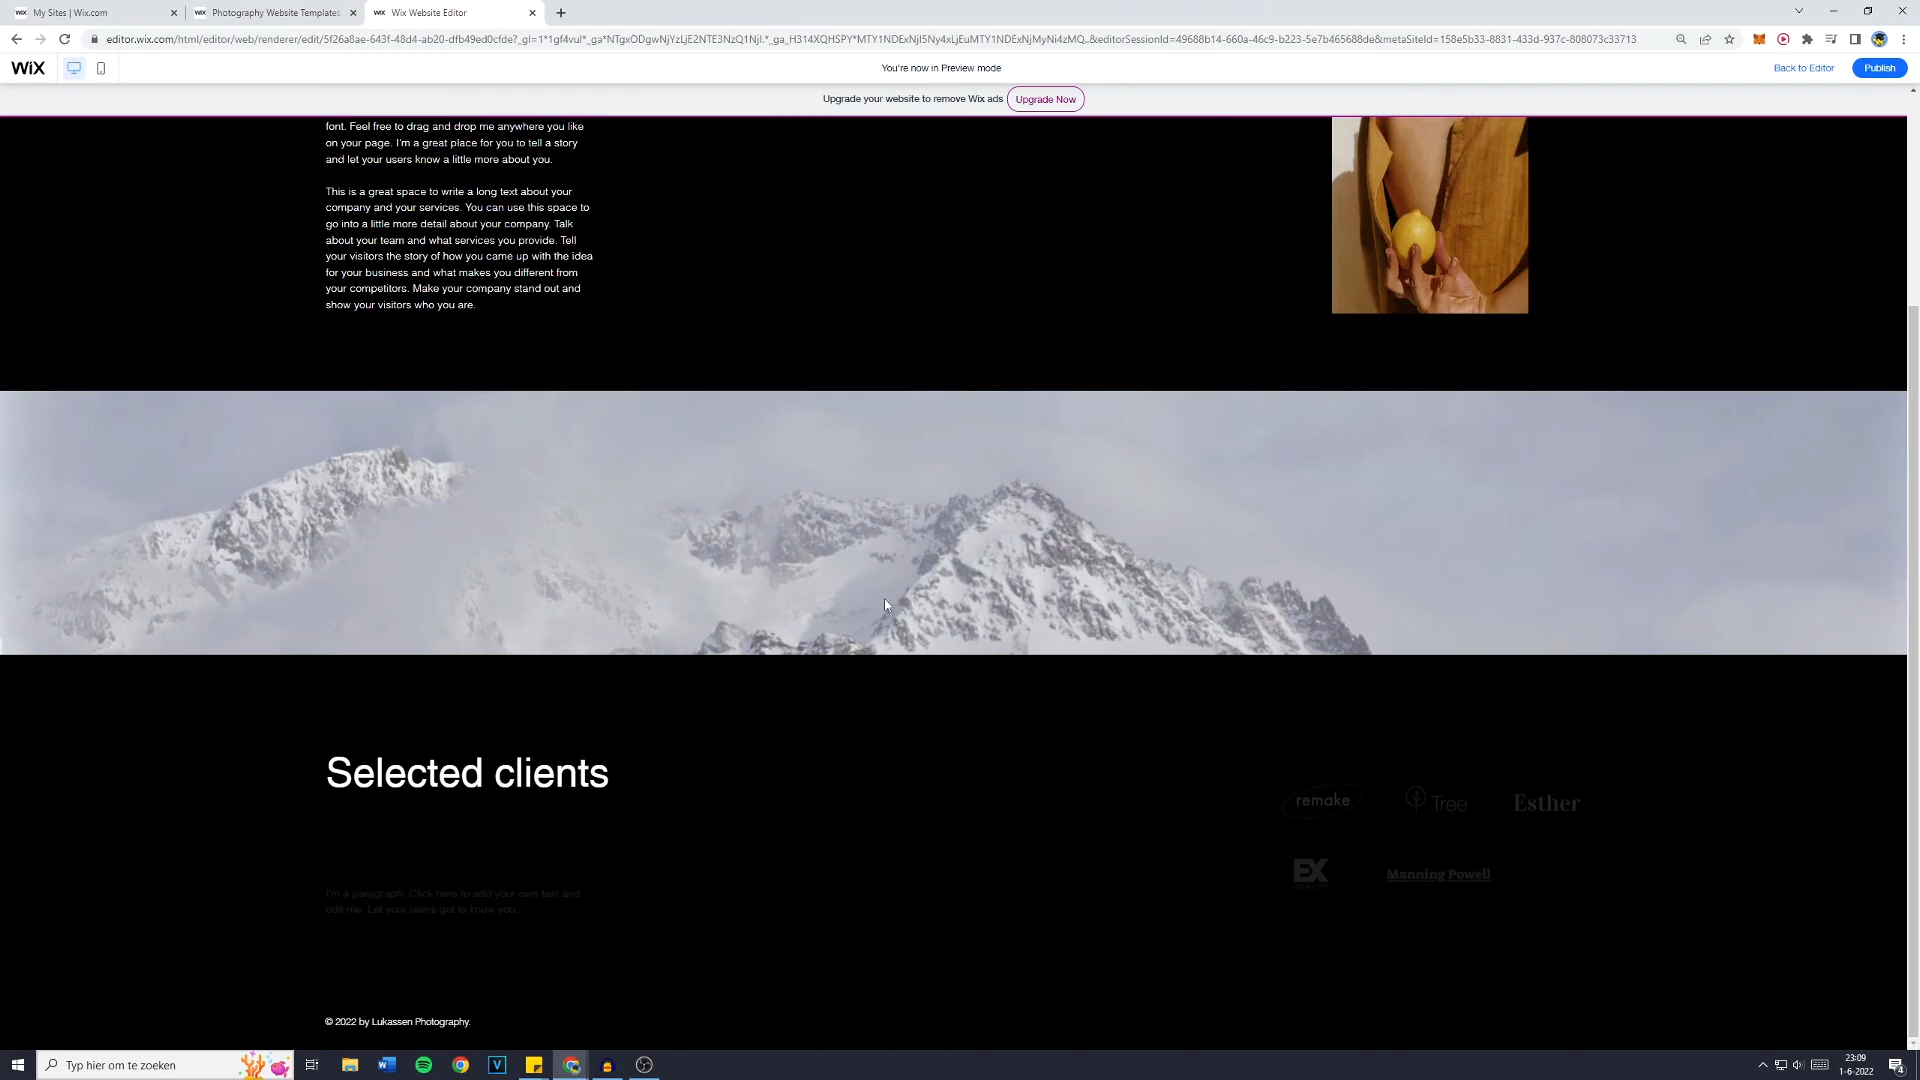 My Sites | Wix.com
Photography Website Templates
Wix Website Editor
editor.wix.com/html/editor/web/renderer/edit/5f26a8ae-643f-48d4-ab20-dfb49ed0cfde?_gl=1*1gf4vul*_ga*NTgxODgwNjYzLjE2NTE3NzQ1NjI.*_ga_H314XQHSPY*MTY1NDExNjI5Ny4xLjEuMTY1NDExNjMyNi4zMQ..&editorSessionId=49688b14-660a-46c9-b223-5e7b465688de&metaSiteId=158e5b33-8831-433d-937c-808073c33713
WiX
You're now in Preview mode
Back to Editor
Publish
Upgrade your website to remove Wix ads
Upgrade Now
font. Feel free to drag and drop me anywhere you like
on your page. I'm a great place for you to tell a story
and let your users know a little more about you.
This is a great space to write a long text about your
company and your services. You can use this space to
go into a little more detail about your company. Talk
about your team and what services you provide. Tell
your visitors the story of how you came up with the idea
for your business and what makes you different from
your competitors. Make your company stand out and
show your visitors who you are.
Selected clients
remake
Tree
Esther
EX
Manning Powell
I'm a paragraph. Click here to add your own text and
edit me. Let your users get to know you.
© 2022 by Lukassen Photography.
Typ hier om te zoeken
23:09
1-6-2022
4